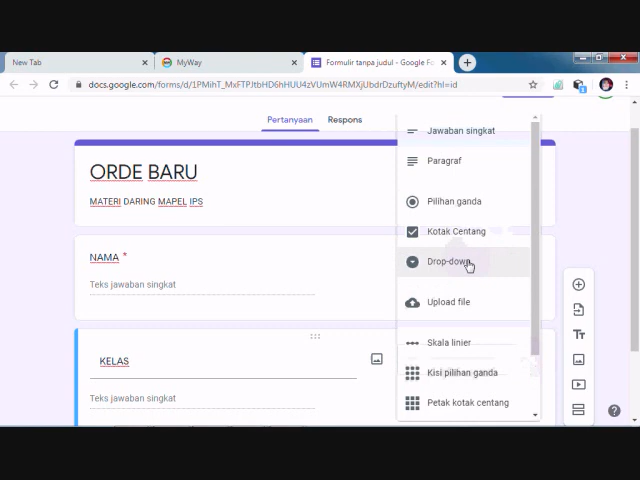 New Tab
MyWay
Formulir tanpa judul - Google Fo
docs.google.com/forms/d/1PMihT_MxFTPJtbHD6hHUU4zVUmW4RMXjUbdrDzuftyM/edit?hl=id
Pertanyaan
Respons
ORDE BARU
MATERI DARING MAPEL IPS
NAMA *
Teks jawaban singkat
KELAS
Teks jawaban singkat
Jawaban singkat
Paragraf
Pilihan ganda
Kotak Centang
Drop-down
Upload file
Skala linier
Kisi pilihan ganda
Petak kotak centang
Tт